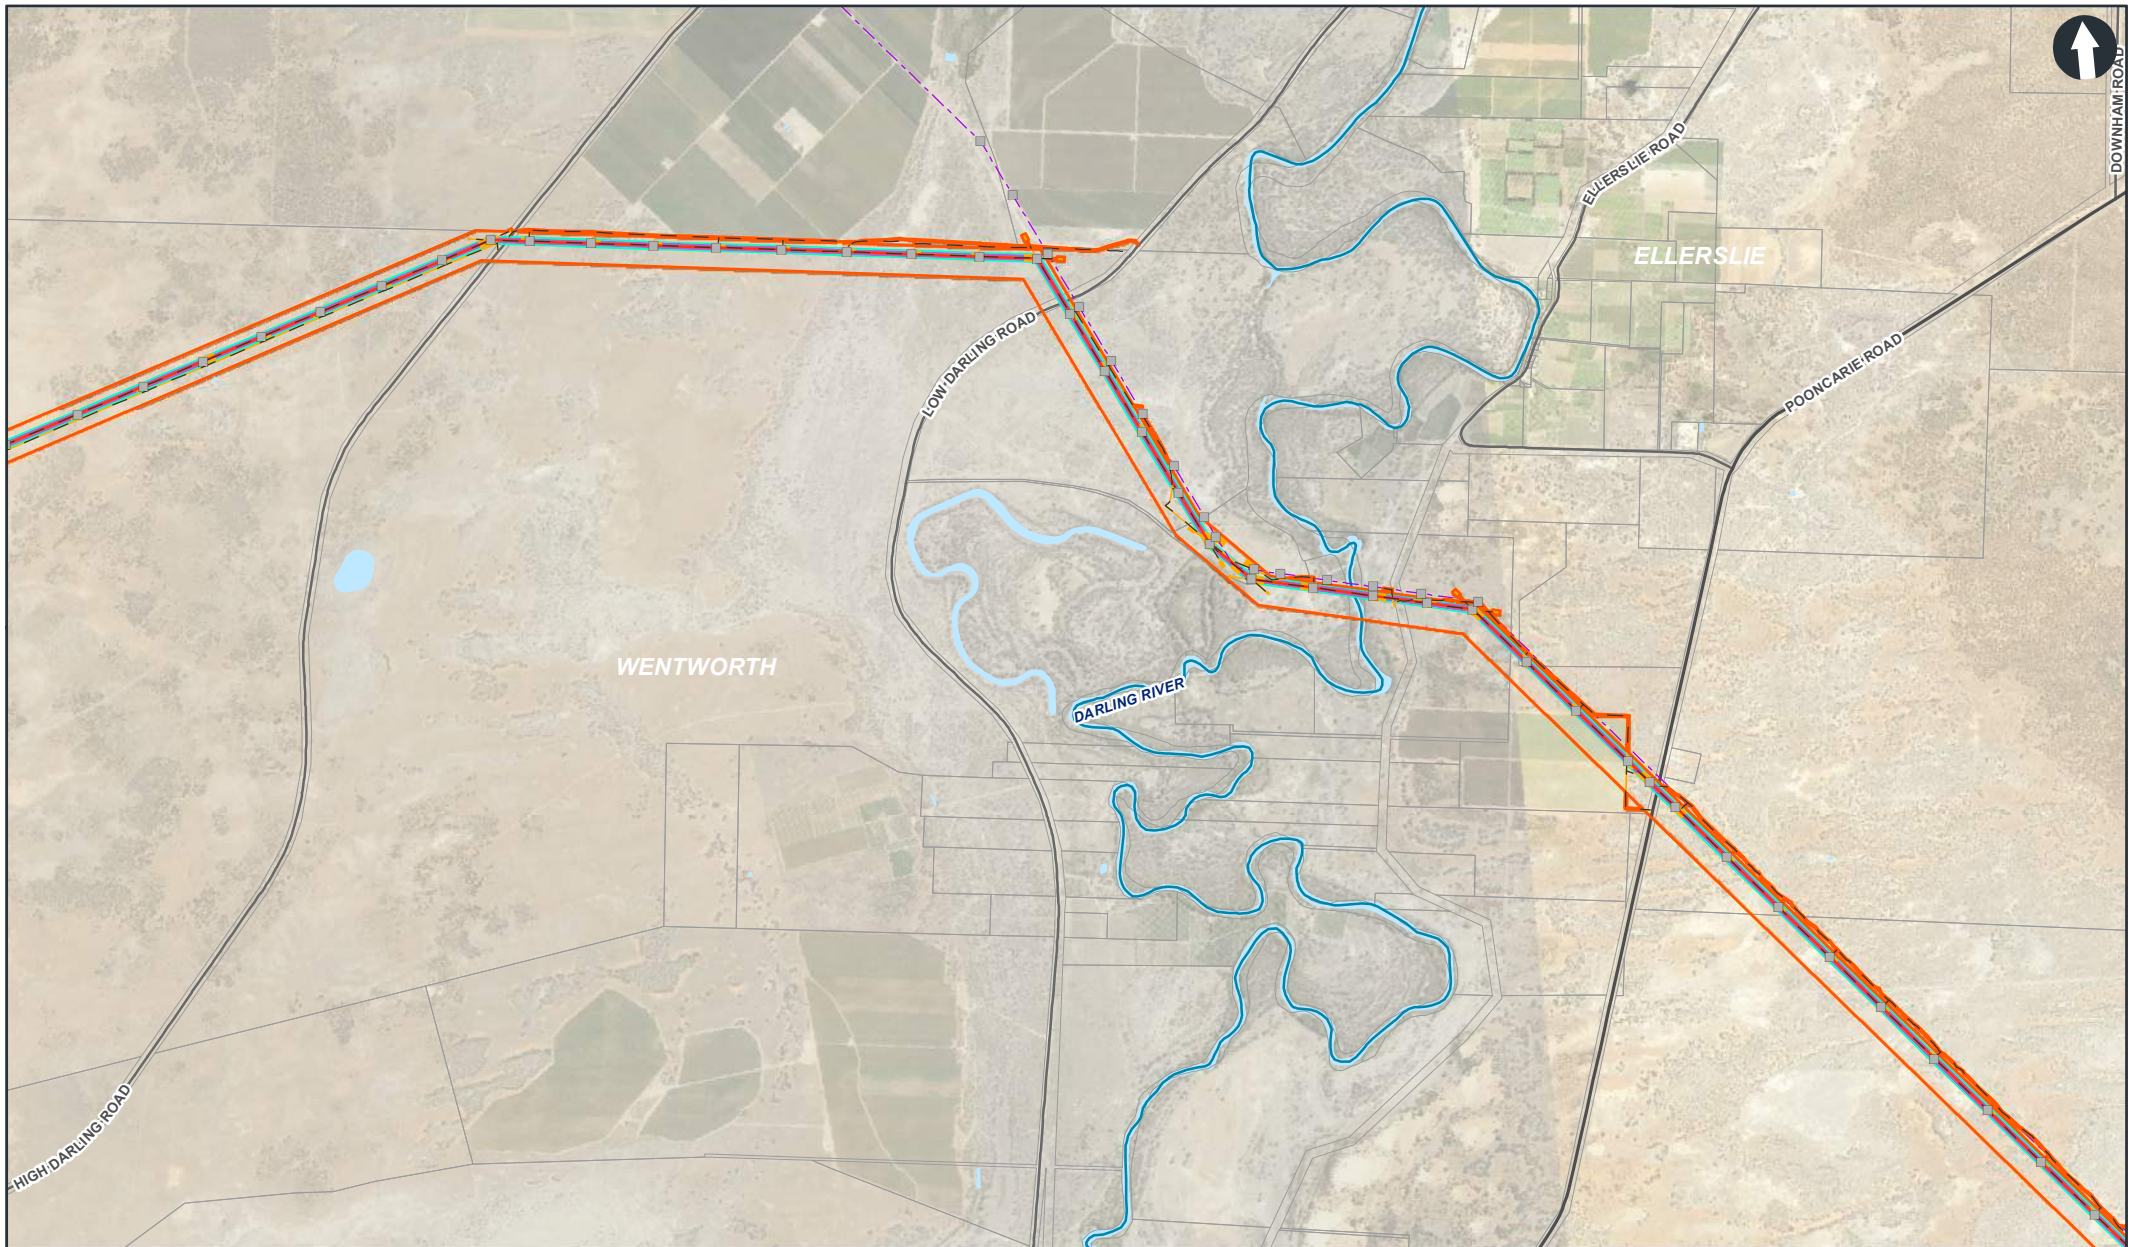 DOWNHAM ROAD
ELLERSLIE ROAD
ELLERSLIE
POONCARIE ROAD
LOW DARLING ROAD
WENTWORTH
DARLING RIVER
HIGH DARLING ROAD